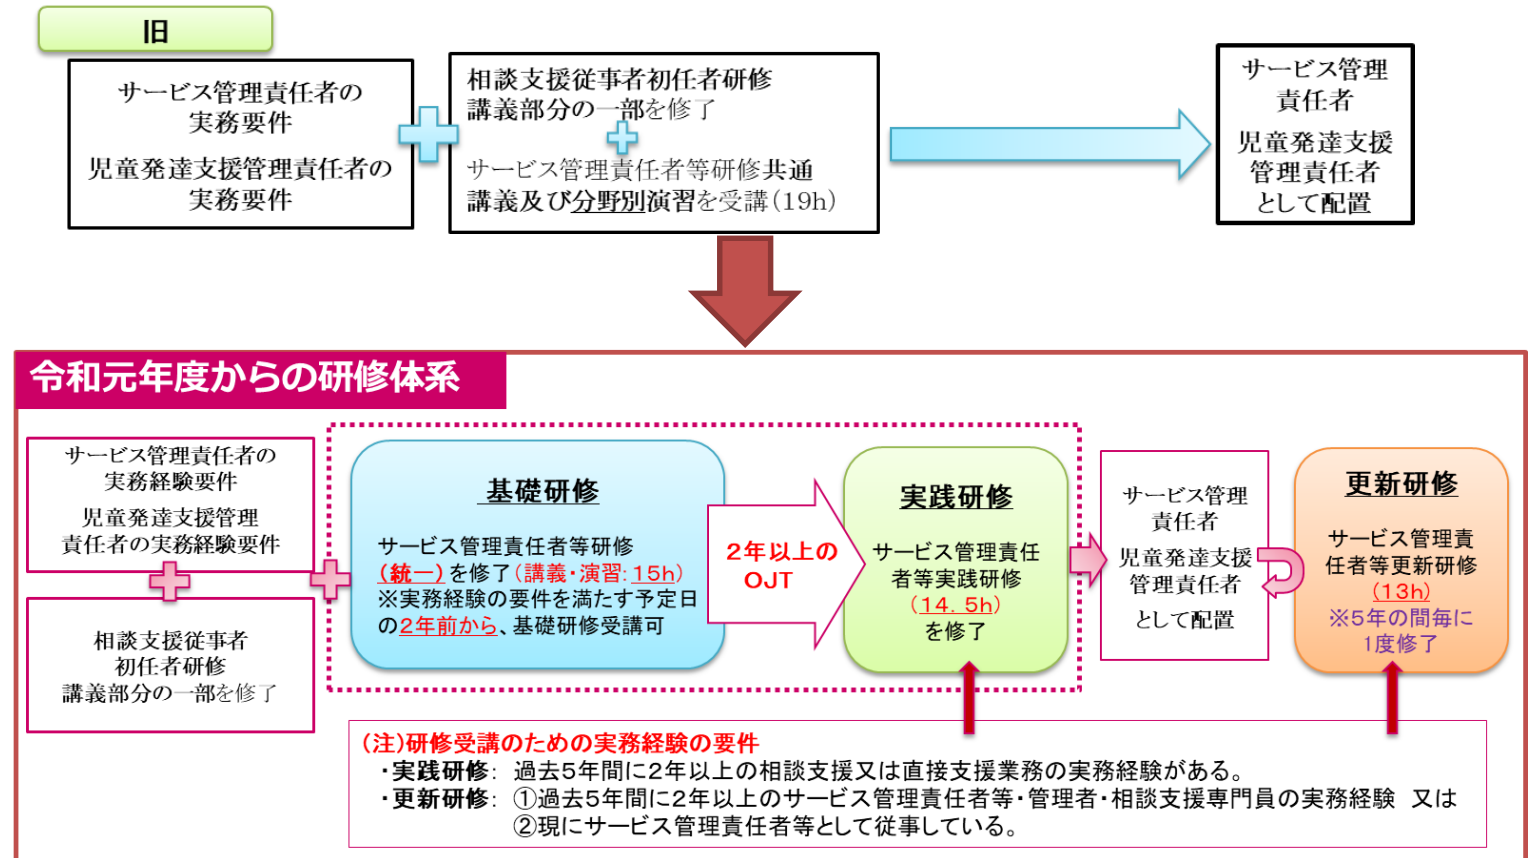 旧
サービス管理責任者の
実務要件
児童発達支援管理責任者の
実務要件
相談支援従事者初任者研修
講義部分の一部を修了
サービス管理責任者等研修共通
講義及び分野別演習を受講(19h)
サービス管理
責任者
児童発達支援
管理責任者
として配置
令和元年度からの研修体系
サービス管理責任者の
実務経験要件
児童発達支援管理
責任者の実務経験要件
相談支援従事者
初任者研修
講義部分の一部を修了
基礎研修
サービス管理責任者等研修
(統一)を修了(講義・演習:15h)
※実務経験の要件を満たす予定日
の2年前から、基礎研修受講可
2年以上の
OJT
実践研修
サービス管理責任
者等実践研修
(14.5h)
を修了
サービス管理
責任者
児童発達支援
管理責任者
として配置
更新研修
サービス管理責
任者等更新研修
(13h)
※5年の間毎に
1度修了
(注)研修受講のための実務経験の要件
・実践研修: 過去5年間に2年以上の相談支援又は直接支援業務の実務経験がある。
・更新研修: ①過去5年間に2年以上のサービス管理責任者等・管理者・相談支援専門員の実務経験 又は
②現にサービス管理責任者等として従事している。